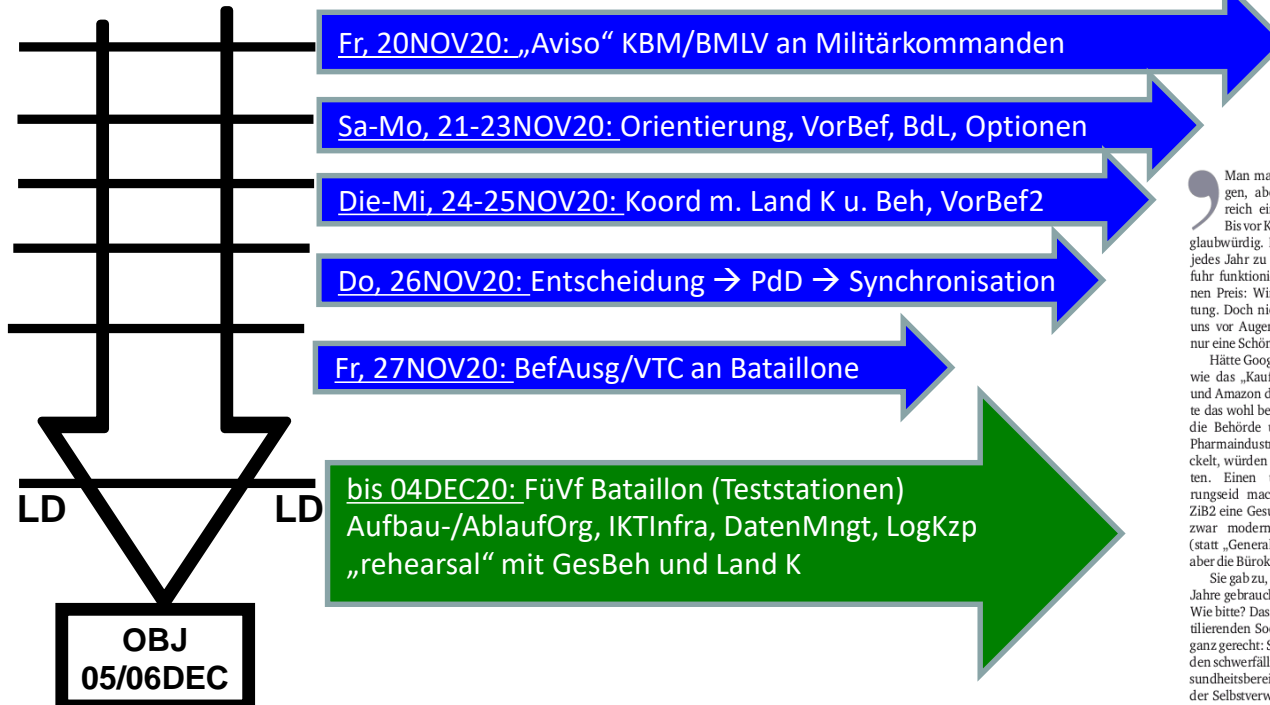 Fr, 20NOV20: „Aviso“ KBM/BMLV an Militärkommanden
Sa-Mo, 21-23NOV20: Orientierung, VorBef, BdL, Optionen
Die-Mi, 24-25NOV20: Koord m. Land K u. Beh, VorBef2
Do, 26NOV20: Entscheidung → PdD → Synchronisation
Fr, 27NOV20: BefAusg/VTC an Bataillone
LD LD
bis 04DEC20: FüVf Bataillon (Teststationen)
Aufbau-/AblaufOrg, IKTInfra, DatenMngt, LogKzp
„rehearsal“ mit GesBeh und Land K
OBJ
05/06DEC
Man ma
gen, abe
reich ei
Bis vor K
glaubwürdig.
jedes Jahr zu
fuhr funktioni
nen Preis: Wi
tung. Doch nie
uns vor Auger
nur eine Schön
Hätte Goog
wie das „Kauf
und Amazon d
te das wohl be
die Behörde
Pharmaindustr
ckelt, würden
ten. Einen
rungseid mac
ZiB2 eine Gesu
zwar modern
(statt „General
aber die Bürok
Sie gab zu,
Jahre gebrauch
Wie bitte? Das
tilierenden Soc
ganz gerecht: S
den schwerfäll
sundheitsberei
der Selbstverw